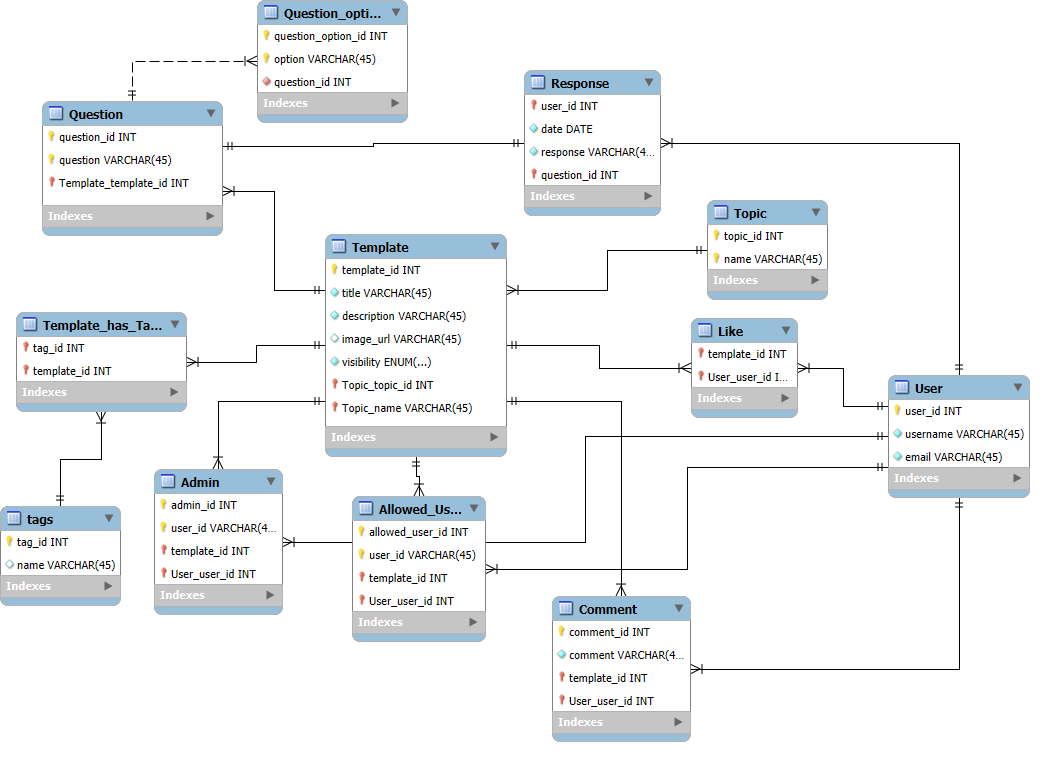 Question_opti...
question_option_id INT
option VARCHAR(45)
question_id INT
Indexes
Response
user_id INT
date DATE
response VARCHAR(4...
question_id INT
Indexes
Question
question_id INT
question VARCHAR(45)
Template_template_id INT
Indexes
Topic
topic_id INT
name VARCHAR(45)
Indexes
Template
template_id INT
title VARCHAR(45)
description VARCHAR(45)
image_url VARCHAR(45)
visibility ENUM(...)
Topic_topic_id INT
Topic_name VARCHAR(45)
Indexes
Template_has_Ta...
tag_id INT
template_id INT
Indexes
Like
template_id INT
User_user_id I...
Indexes
User
user_id INT
username VARCHAR(45)
email VARCHAR(45)
Indexes
Admin
admin_id INT
user_id VARCHAR(4...
template_id INT
User_user_id INT
Indexes
Allowed_Us...
allowed_user_id INT
user_id VARCHAR(45)
template_id INT
User_user_id INT
Indexes
tags
tag_id INT
name VARCHAR(45)
Indexes
Comment
comment_id INT
comment VARCHAR(4...
template_id INT
User_user_id INT
Indexes